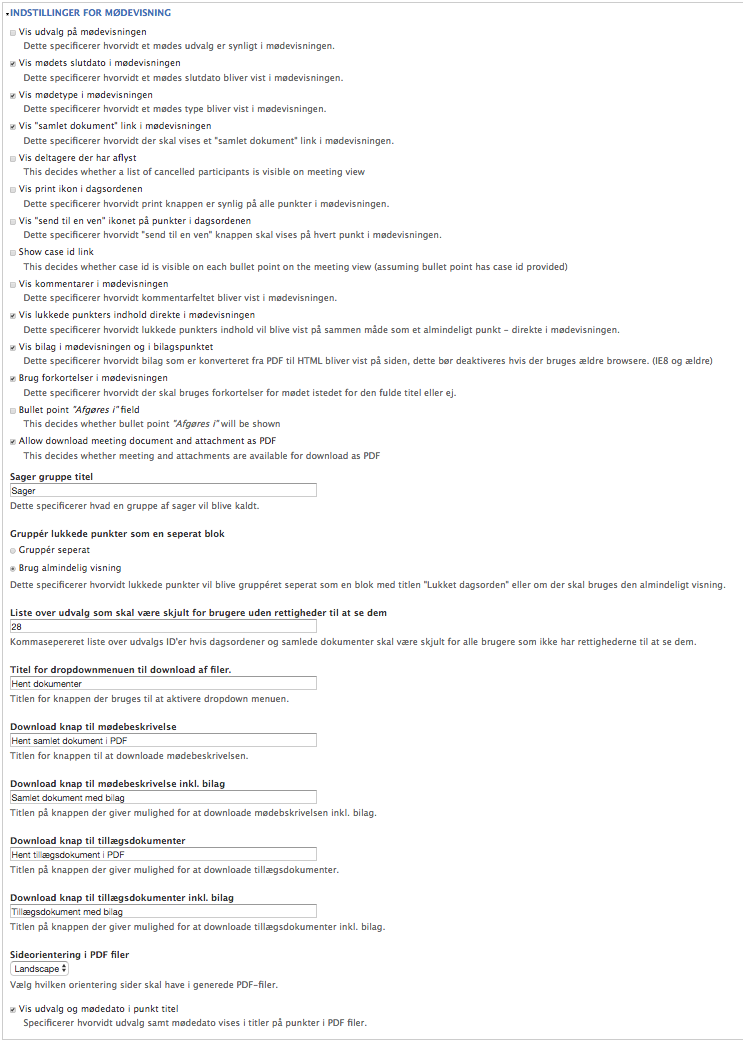 INDSTILLINGER FOR MØDEVISNING
Vis udvalg på mødevisningen
Dette specificerer hvorvidt et mødes udvalg er synligt i mødevisningen.
Vis mødets slutdato i mødevisningen
Dette specificerer hvorvidt et mødes slutdato bliver vist i mødevisningen.
Vis mødetype i mødevisningen
Dette specificerer hvorvidt et mødes type bliver vist i mødevisningen.
Vis "samlet dokument" link i mødevisningen
Dette specificerer hvorvidt der skal vises et "samlet dokument" link i mødevisningen.
Vis deltagere der har aflyst
This decides whether a list of cancelled participants is visible on meeting view
Vis print ikon i dagsordenen
Dette specificerer hvorvidt print knappen er synlig på alle punkter i mødevisningen.
Vis "send til en ven" ikonet på punkter i dagsordenen
Dette specificerer hvorvidt "send til en ven" knappen skal vises på hvert punkt i mødevisningen.
Show case id link
This decides whether case id is visible on each bullet point on the meeting view (assuming bullet point has case id provided)
Vis kommentarer i mødevisningen
Dette specificerer hvorvidt kommentarfeltet bliver vist i mødevisningen.
Vis lukkede punkters indhold direkte i mødevisningen
Dette specificerer hvorvidt lukkede punkters indhold vil blive vist på sammen måde som et almindeligt punkt - direkte i mødevisningen.
Vis bilag i mødevisningen og i bilagspunktet
Dette specificerer hvorvidt bilag som er konverteret fra PDF til HTML bliver vist på siden, dette bør deaktiveres hvis der bruges ældre browsere. (IE8 og ældre)
Brug forkortelser i mødevisningen
Dette specificerer hvorvidt der skal bruges forkortelser for mødet istedet for den fulde titel eller ej.
Bullet point "Afgøres i" field
This decides whether bullet point "Afgøres i" will be shown
Allow download meeting document and attachment as PDF
This decides whether meeting and attachments are available for download as PDF
Sager gruppe titel
Sager
Dette specificerer hvad en gruppe af sager vil blive kaldt.
Gruppér lukkede punkter som en seperat blok
Gruppér seperat
Brug almindelig visning
Dette specificerer hvorvidt lukkede punkter vil blive gruppéret seperat som en blok med titlen "Lukket dagsorden" eller om der skal bruges den almindeligt visning.
Liste over udvalg som skal være skjult for brugere uden rettigheder til at se dem
28
Kommasepereret liste over udvalgs ID'er hvis dagsordener og samlede dokumenter skal være skjult for alle brugere som ikke har rettighederne til at se dem.
Titel for dropdownmenuen til download af filer.
Hent dokumenter
Titlen for knappen der bruges til at aktivere dropdown menuen.
Download knap til mødebeskrivelse
Hent samlet dokument i PDF
Titlen for knappen til at downloade mødebeskrivelsen.
Download knap til mødebeskrivelse inkl. bilag
Samlet dokument med bilag
Titlen på knappen der giver mulighed for at downloade mødebskrivelsen inkl. bilag.
Download knap til tillægsdokumenter
Hent tillægsdokument i PDF
Titlen på knappen der giver mulighed for at downloade tillægsdokumenter.
Download knap til tillægsdokumenter inkl. bilag
Tillægsdokument med bilag
Titlen på knappen der giver mulighed for at downloade tillægsdokumenter inkl. bilag.
Sideorientering i PDF filer
Landscape
Vælg hvilken orientering sider skal have i generede PDF-filer.
Vis udvalg og mødedato i punkt titel
Specificerer hvorvidt udvalg samt mødedato vises i titler på punkter i PDF filer.